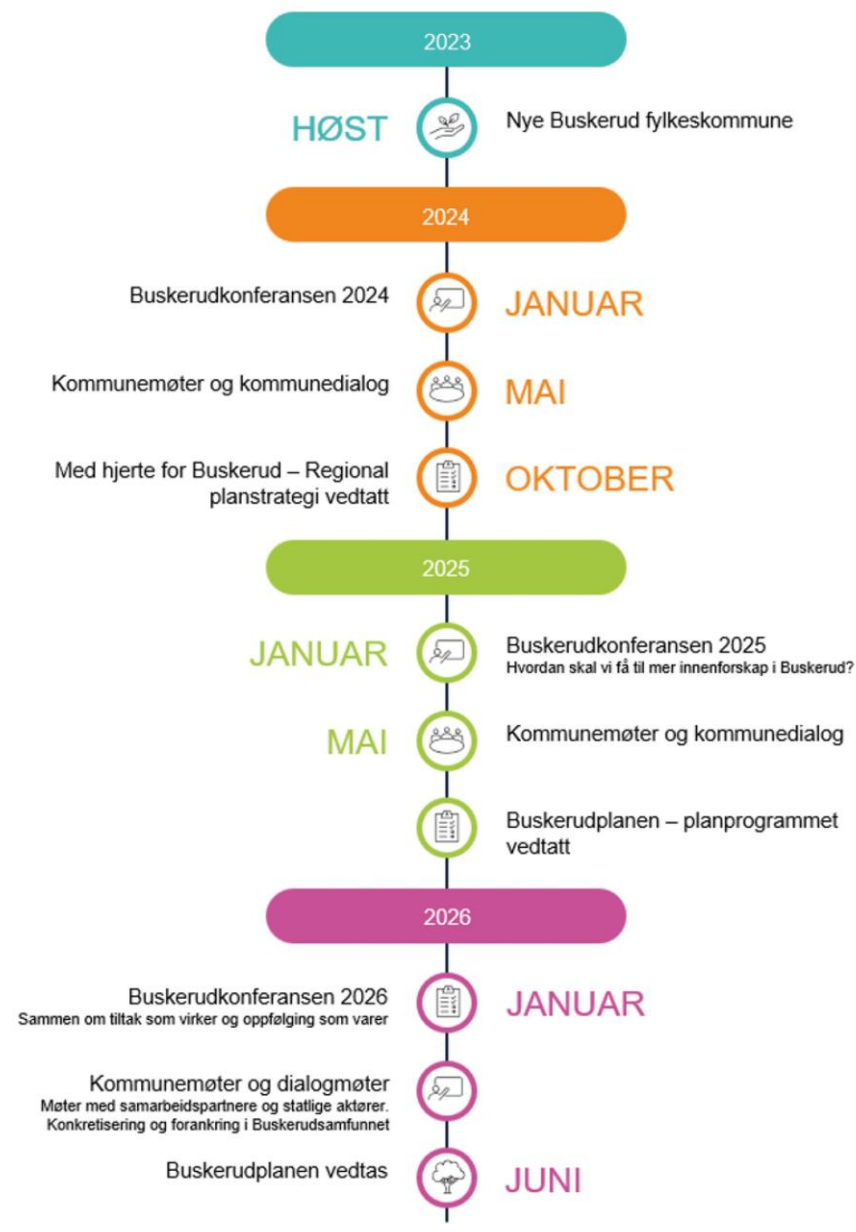 2023
HØST
Nye Buskerud fylkeskommune
2024
Buskerudkonferansen 2024
JANUAR
Kommunemøter og kommunedialog
MAI
Med hjerte for Buskerud – Regional
planstrategi vedtatt
OKTOBER
2025
JANUAR
Buskerudkonferansen 2025
Hvordan skal vi få til mer innenforskap i Buskerud?
MAI
Kommunemøter og kommunedialog
Buskerudplanen – planprogrammet
vedtatt
2026
Buskerudkonferansen 2026
Sammen om tiltak som virker og oppfølging som varer
JANUAR
Kommunemøter og dialogmøter
Møter med samarbeidspartnere og statlige aktører.
Konkretisering og forankring i Buskerudsamfunnet
Buskerudplanen vedtas
JUNI